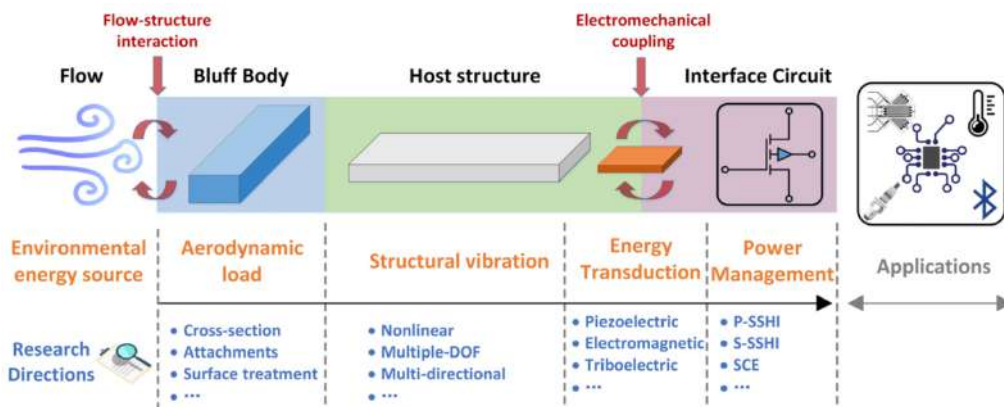 Flow-structure
interaction
Electromechanical
coupling
Flow
Bluff Body
Host structure
Interface Circuit
Environmental
energy source
Aerodynamic
load
Structural vibration
Energy
Transduction
Power
Management
Applications
Research
Directions
• Cross-section
• Attachments
• Surface treatment
• ···
• Nonlinear
• Multiple-DOF
• Multi-directional
• ···
• Piezoelectric
• Electromagnetic
• Triboelectric
• ···
• P-SSHI
• S-SSHI
• SCE
• ···